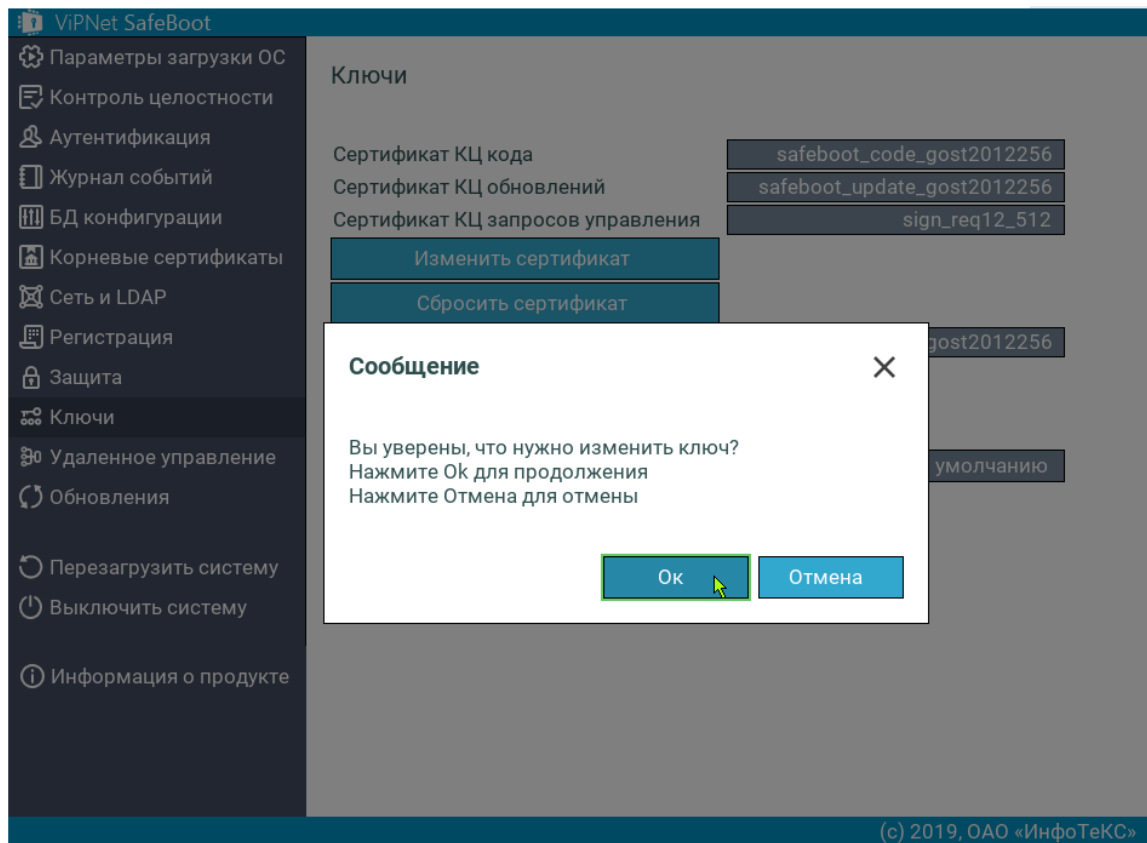 ViPNet SafeBoot
Параметры загрузки ОС
Контроль целостности
Аутентификация
Журнал событий
БД конфигурации
Корневые сертификаты
Сеть и LDAP
Регистрация
Защита
Ключи
Удаленное управление
Обновления
Перезагрузить систему
Выключить систему
Информация о продукте
Ключи
Сертификат КЦ кода safeboot_code_gost2012256
Сертификат КЦ обновлений safeboot_update_gost2012256
Сертификат КЦ запросов управления sign_req12_512
Изменить сертификат
Сбросить сертификат
gost2012256
умолчанию
Сообщение
Вы уверены, что нужно изменить ключ?
Нажмите Ok для продолжения
Нажмите Отмена для отмены
Ок Отмена
(c) 2019, ОАО «ИнфоТеКС»